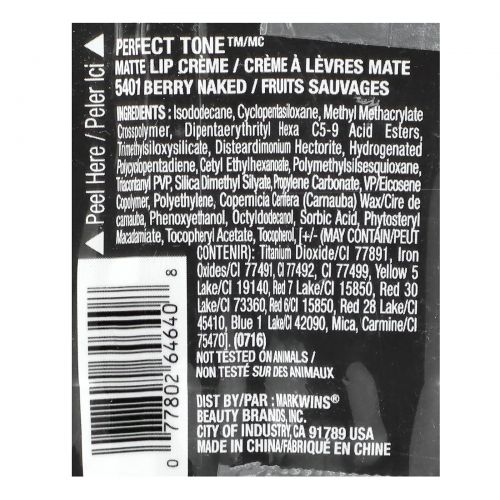 PERFECT TONE™/MC
MATTE LIP CRÈME / CRÈME À LÈVRES MATE
5401 BERRY NAKED / FRUITS SAUVAGES
INGREDIENTS: Isododecane, Cyclopentasiloxane, Methyl Methacrylate
Crosspolymer, Dipentaerythrityl Hexa C5-9 Acid Esters,
Trimethylsiloxysilicate, Disteardimonium Hectorite, Hydrogenated
Polycyclopentadiene, Cetyl Ethylhexanoate, Polymethylsilsesquioxane,
Triacontanyl PVP, Silica Dimethyl Silyate, Propylene Carbonate, VP/Eicosene
Copolymer, Polyethylene, Copernicia Cerifera (Carnauba) Wax/Cire de
carnauba, Phenoxyethanol, Octyldodecanol, Sorbic Acid, Phytosteryl
Macadamiate, Tocopheryl Acetate, Tocopherol, [+/- (MAY CONTAIN/PEUT
CONTENIR): Titanium Dioxide/CI 77891, Iron
Oxides/CI 77491, CI 77492, CI 77499, Yellow 5
Lake/CI 19140, Red 7 Lake/CI 15850, Red 30
Lake/CI 73360, Red 6/CI 15850, Red 28 Lake/CI
45410, Blue 1 Lake/CI 42090, Mica, Carmine/CI
75470]. (0716)
NOT TESTED ON ANIMALS /
NON TESTÉ SUR DES ANIMAUX
DIST BY/PAR : MARKWINS®
BEAUTY BRANDS, INC.
CITY OF INDUSTRY, CA 91789 USA
MADE IN CHINA/FABRIQUÉ EN CHINE
Peel Here / Peler Ici
0 77802 64640 8